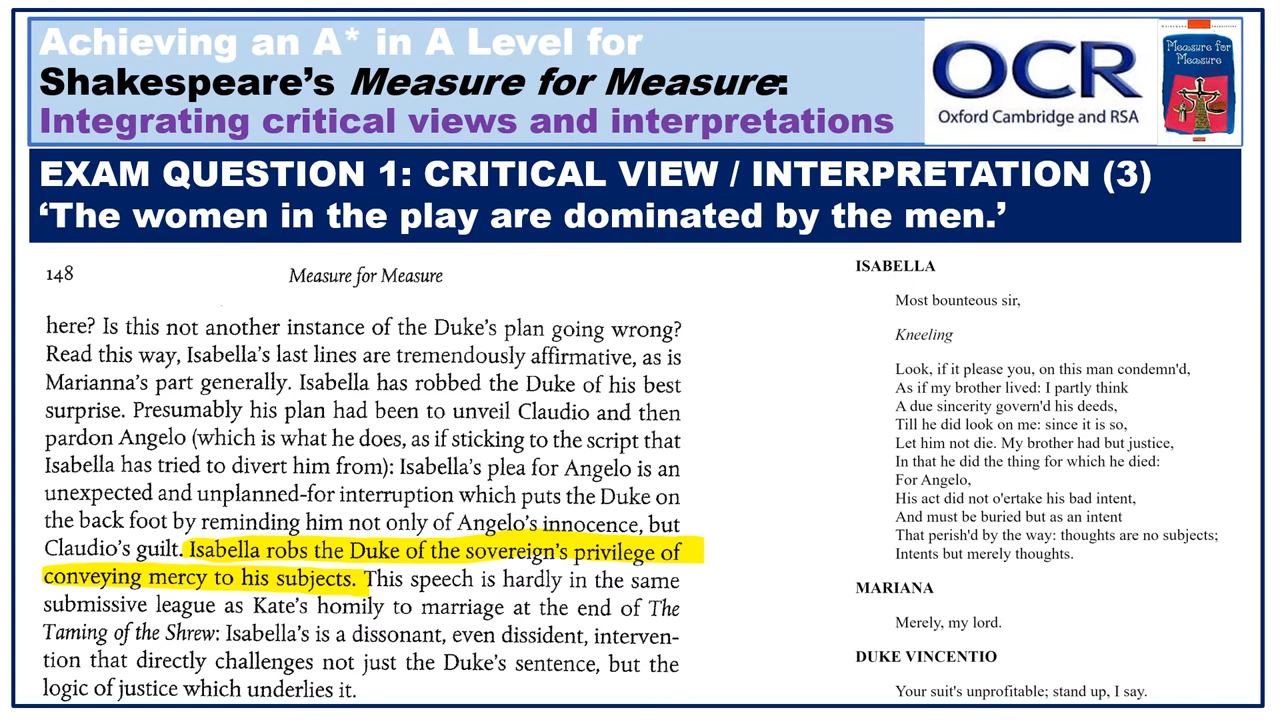 Achieving an A* in A Level for
Shakespeare's Measure for Measure:
Integrating critical views and interpretations
OCR
Oxford Cambridge and RSA
Measure for
Measure
EXAM QUESTION 1: CRITICAL VIEW / INTERPRETATION (3)
‘The women in the play are dominated by the men.’
148
Measure for Measure
here? Is this not another instance of the Duke's plan going wrong?
Read this way, Isabella's last lines are tremendously affirmative, as is
Marianna's part generally. Isabella has robbed the Duke of his best
surprise. Presumably his plan had been to unveil Claudio and then
pardon Angelo (which is what he does, as if sticking to the script that
Isabella has tried to divert him from): Isabella's plea for Angelo is an
unexpected and unplanned-for interruption which puts the Duke on
the back foot by reminding him not only of Angelo's innocence, but
Claudio's guilt. Isabella robs the Duke of the sovereign's privilege of
conveying mercy to his subjects. This speech is hardly in the same
submissive league as Kate's homily to marriage at the end of The
Taming of the Shrew: Isabella's is a dissonant, even dissident, interven-
tion that directly challenges not just the Duke's sentence, but the
logic of justice which underlies it.
ISABELLA
Most bounteous sir,
Kneeling
Look, if it please you, on this man condemn'd,
As if my brother lived: I partly think
A due sincerity govern'd his deeds,
Till he did look on me: since it is so,
Let him not die. My brother had but justice,
In that he did the thing for which he died:
For Angelo,
His act did not o'ertake his bad intent,
And must be buried but as an intent
That perish'd by the way: thoughts are no subjects;
Intents but merely thoughts.
MARIANA
Merely, my lord.
DUKE VINCENTIO
Your suit's unprofitable; stand up, I say.